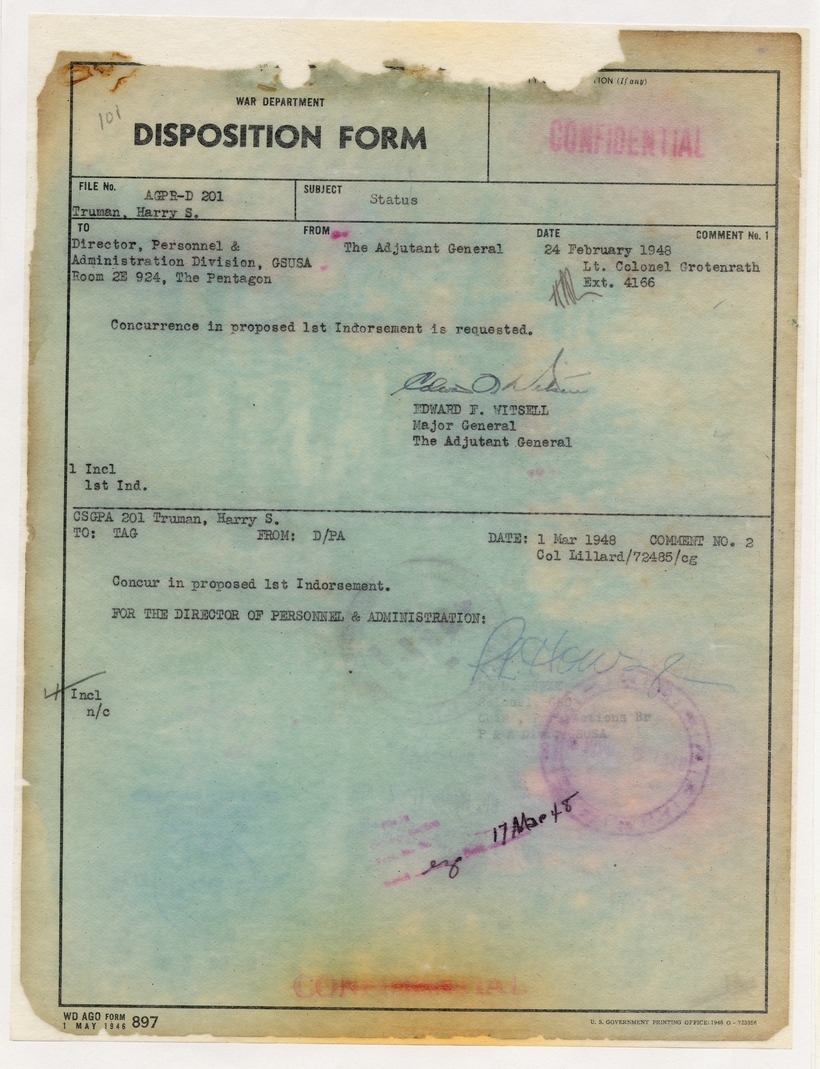 ION (If any)
WAR DEPARTMENT
101
DISPOSITION FORM
CONFIDENTIAL
FILE No.
AGPR-D 201
Truman, Harry S.
SUBJECT
Status
TO
FROM
DATE
COMMENT No. 1
Director, Personnel &
Administration Division, GSUSA
Room 2E 924, The Pentagon
The Adjutant General
24 February 1948
Lt. Colonel Grotenrath
Ext. 4166
Concurrence in proposed 1st Indorsement is requested.
EDWARD F. WITSELL
Major General
The Adjutant General
1 Incl
1st Ind.
CSGPA 201 Truman, Harry S.
TO: TAG FROM: D/PA DATE: 1 Mar 1948 COMMENT NO. 2
Col Lillard/72485/cg
Concur in proposed 1st Indorsement.
FOR THE DIRECTOR OF PERSONNEL & ADMINISTRATION:
Incl
n/c
17 Mar 48
CONFIDENTIAL
WD AGO FORM
1 MAY 1946 897
U. S. GOVERNMENT PRINTING OFFICE: 1946 O -